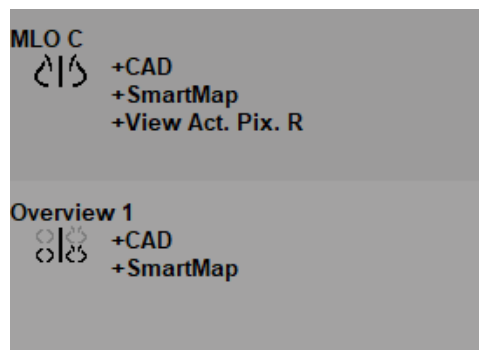 MLO C
+CAD
+SmartMap
+View Act. Pix. R
Overview 1
+CAD
+SmartMap